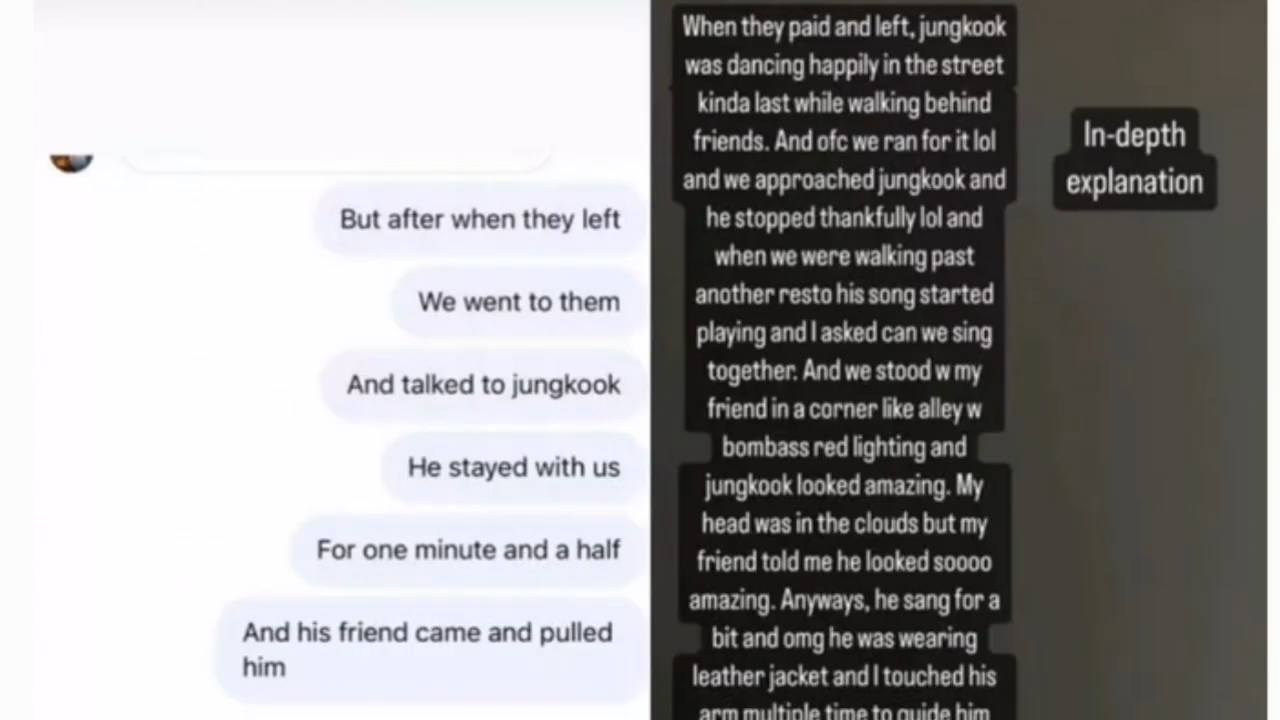 But after when they left
We went to them
And talked to jungkook
He stayed with us
For one minute and a half
And his friend came and pulled
him
When they paid and left, jungkook
was dancing happily in the street
kinda last while walking behind
friends. And ofc we ran for it lol
and we approached jungkook and
he stopped thankfully lol and
when we were walking past
another resto his song started
playing and I asked can we sing
together. And we stood w my
friend in a corner like alley w
bombass red lighting and
jungkook looked amazing. My
head was in the clouds but my
friend told me he looked soooo
amazing. Anyways, he sang for a
bit and omg he was wearing
leather jacket and I touched his
arm multiple time to guide him
In-depth
explanation